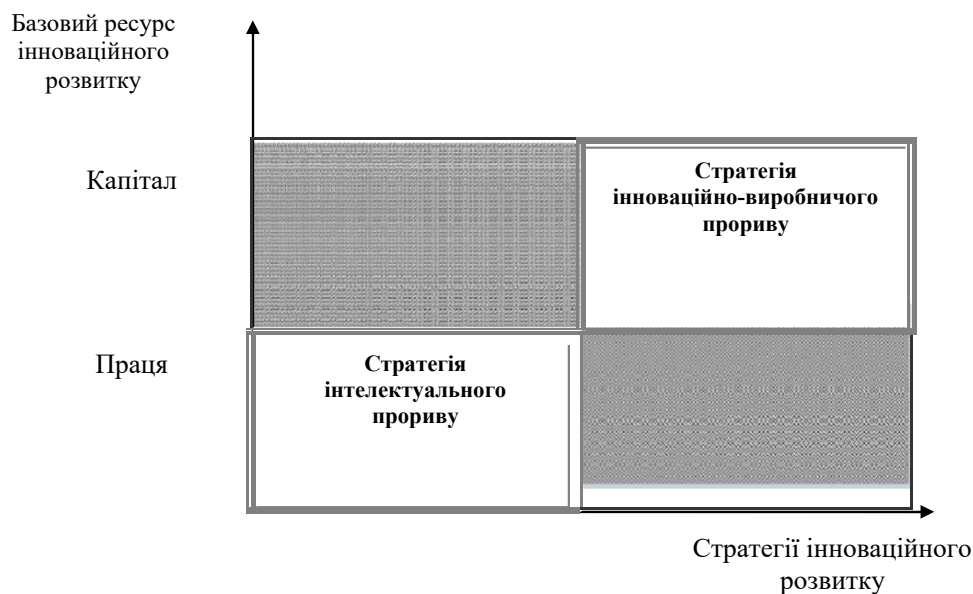 Базовий ресурс
інноваційного
розвитку
Капітал
Стратегія
інноваційно-виробничого
прориву
Праця
Стратегія
інтелектуального
прориву
Стратегії інноваційного
розвитку